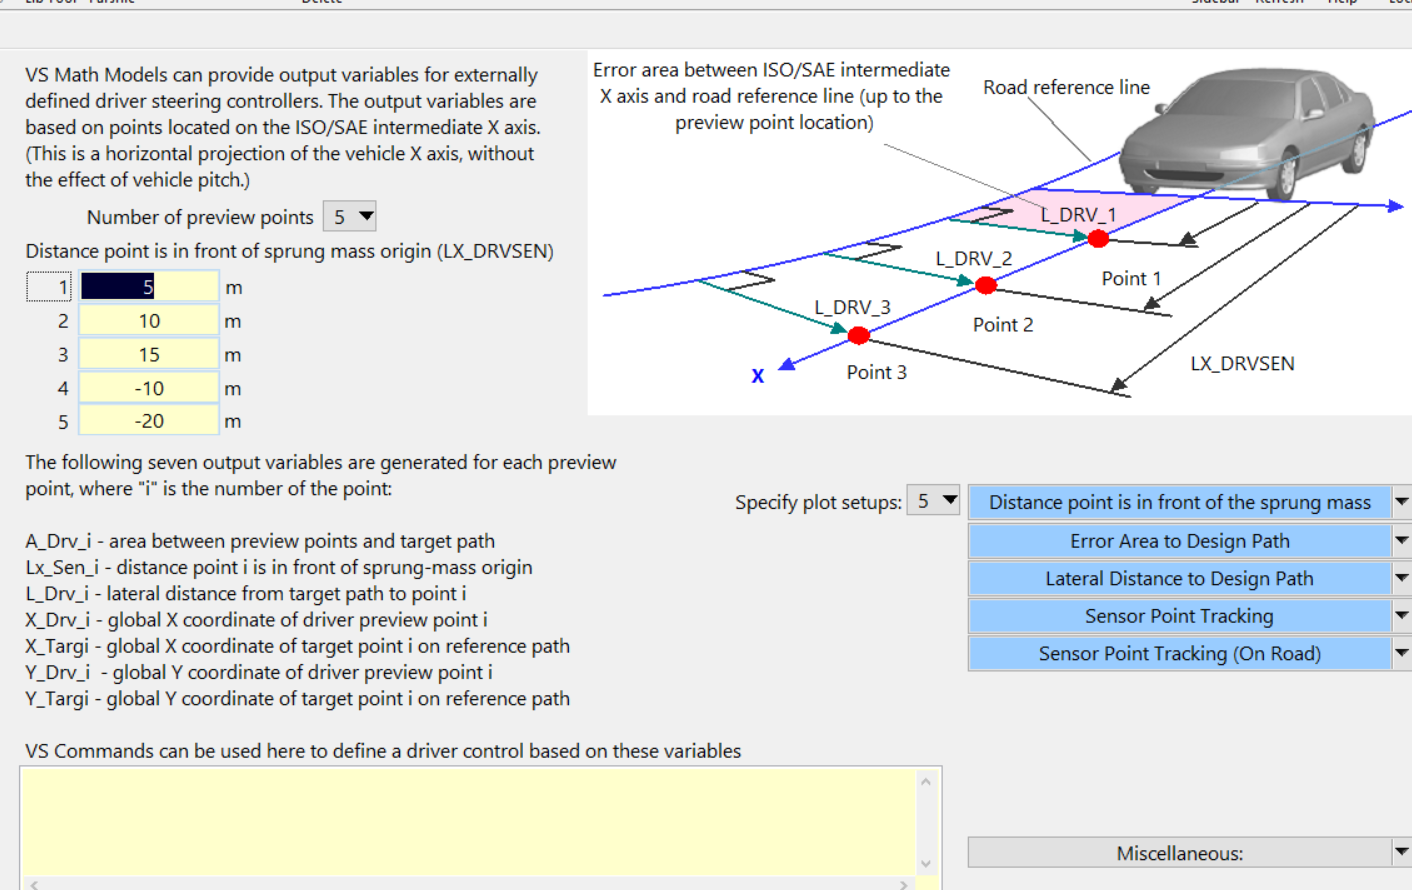 Lib Tool
Parsfile
Delete
Sidebar
Refresh
Help
VS Math Models can provide output variables for externally
defined driver steering controllers. The output variables are
based on points located on the ISO/SAE intermediate X axis.
(This is a horizontal projection of the vehicle X axis, without
the effect of vehicle pitch.)
Number of preview points 5
Distance point is in front of sprung mass origin (LX_DRVSEN)
1 5 m
2 10 m
3 15 m
4 -10 m
5 -20 m
Error area between ISO/SAE intermediate
X axis and road reference line (up to the
preview point location)
Road reference line
L_DRV_1
L_DRV_2
L_DRV_3
Point 1
Point 2
Point 3
LX_DRVSEN
X
The following seven output variables are generated for each preview
point, where "i" is the number of the point:
A_Drv_i - area between preview points and target path
Lx_Sen_i - distance point i is in front of sprung-mass origin
L_Drv_i - lateral distance from target path to point i
X_Drv_i - global X coordinate of driver preview point i
X_Targi - global X coordinate of target point i on reference path
Y_Drv_i - global Y coordinate of driver preview point i
Y_Targi - global Y coordinate of target point i on reference path
Specify plot setups: 5
Distance point is in front of the sprung mass
Error Area to Design Path
Lateral Distance to Design Path
Sensor Point Tracking
Sensor Point Tracking (On Road)
VS Commands can be used here to define a driver control based on these variables
Miscellaneous: